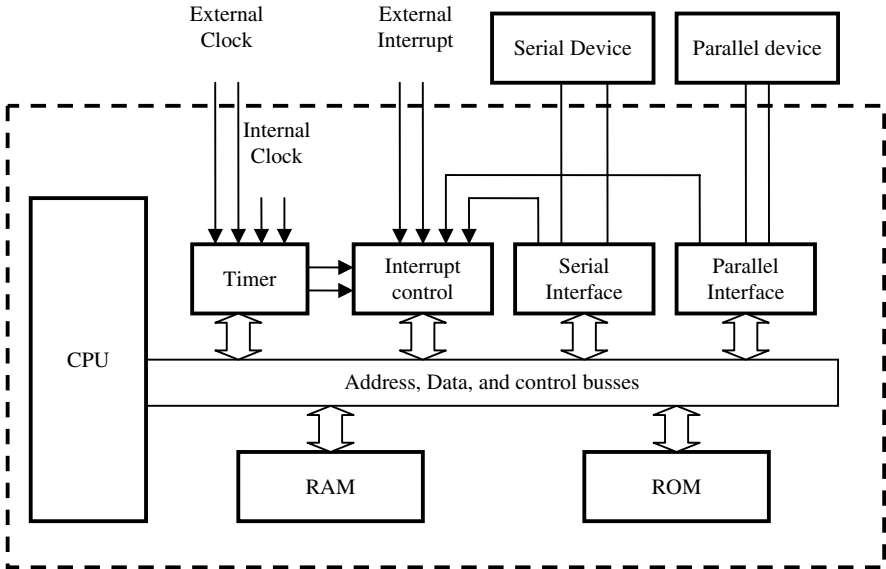 External
Clock
External
Interrupt
Serial Device
Parallel device
Internal
Clock
Timer
Interrupt
control
Serial
Interface
Parallel
Interface
CPU
Address, Data, and control busses
RAM
ROM